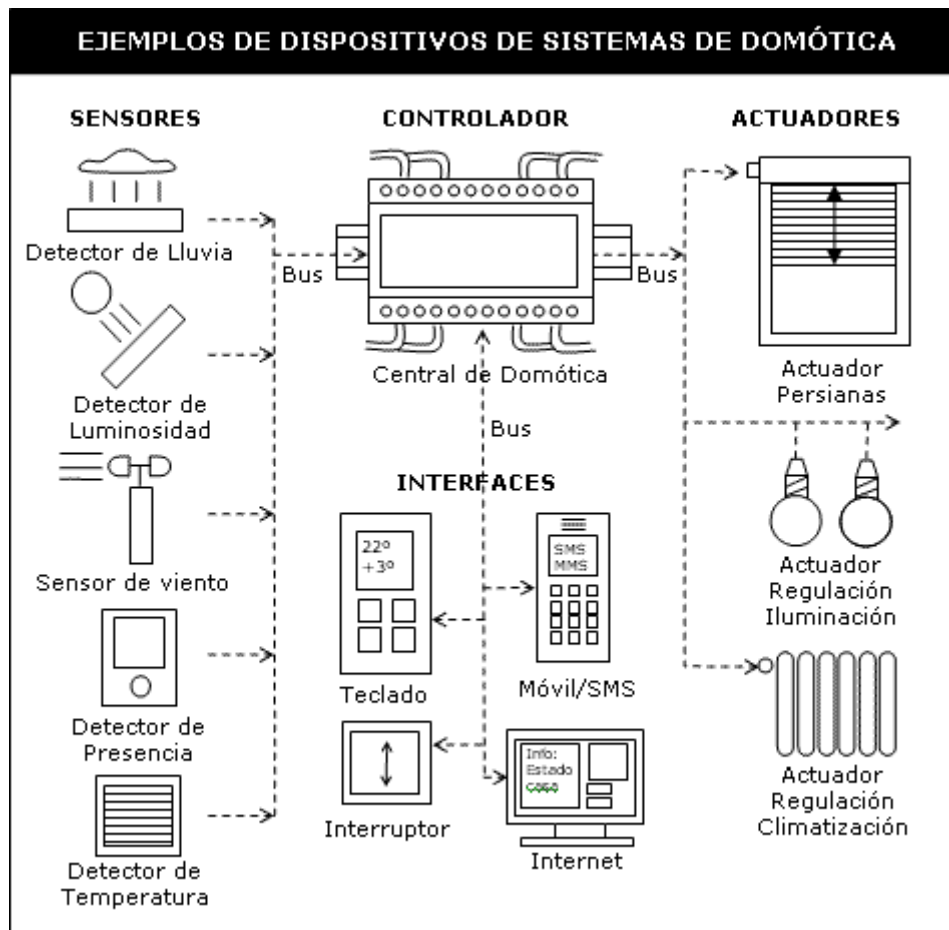 EJEMPLOS DE DISPOSITIVOS DE SISTEMAS DE DOMÓTICA
SENSORES
Detector de Lluvia
Detector de
Luminosidad
Sensor de viento
Detector de
Presencia
Detector de
Temperatura
Bus
CONTROLADOR
Central de Domótica
Bus
INTERFACES
22º
+3º
Teclado
SMS
MMS
Móvil/SMS
Interruptor
Info:
Estado
casa
Internet
Bus
ACTUADORES
Actuador
Persianas
Actuador
Regulación
Iluminación
Actuador
Regulación
Climatización